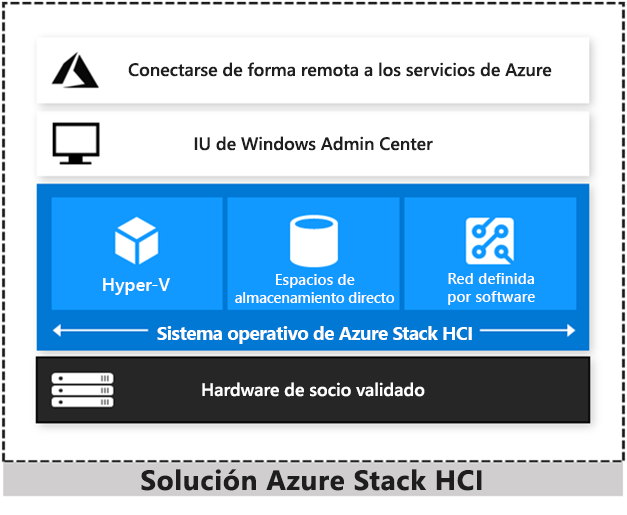 Conectarse de forma remota a los servicios de Azure
IU de Windows Admin Center
Hyper-V
Espacios de
almacenamiento directo
Red definida
por software
Sistema operativo de Azure Stack HCI
Hardware de socio validado
Solución Azure Stack HCI